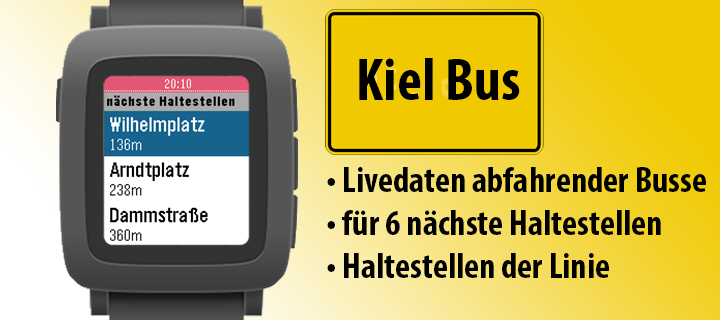 20:10
nächste Haltestellen
Wilhelmplatz
136m
Arndtplatz
238m
Dammstraße
360m
Kiel Bus
• Livedaten abfahrender Busse
• für 6 nächste Haltestellen
• Haltestellen der Linie